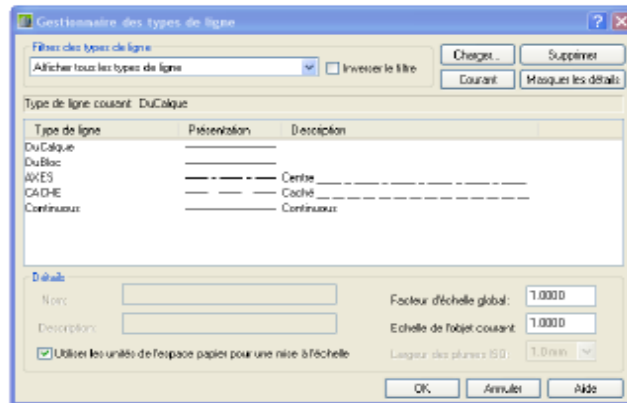 Gestionnaire des types de ligne
Filtres des types de ligne
Afficher tous les types de ligne
Inverser le filtre
Charger...
Supprimer
Courant
Masquer les détails
Type de ligne courant DuCalque
Type de ligne Présentation Description
DuCalque
DuBloc
AXES Centre
CACHE Caché
Continuous Continuous
Détails
Nom:
Description:
Facteur d'échelle global: 1.0000
Echelle de l'objet courant 1.0000
Utiliser les unités de l'espace papier pour une mise à l'échelle
Largeur des plumes ISO: 1.0 mm
OK Annuler Aide